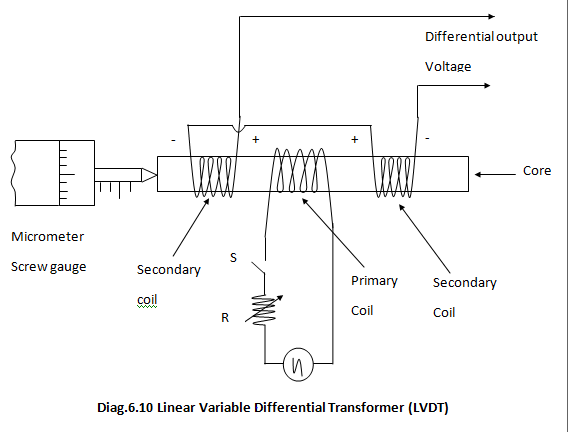 Differential output
Voltage
- + + -
Core
Micrometer
Screw gauge
Secondary
coil
S
R
Primary
Coil
Secondary
Coil
Diag.6.10 Linear Variable Differential Transformer (LVDT)